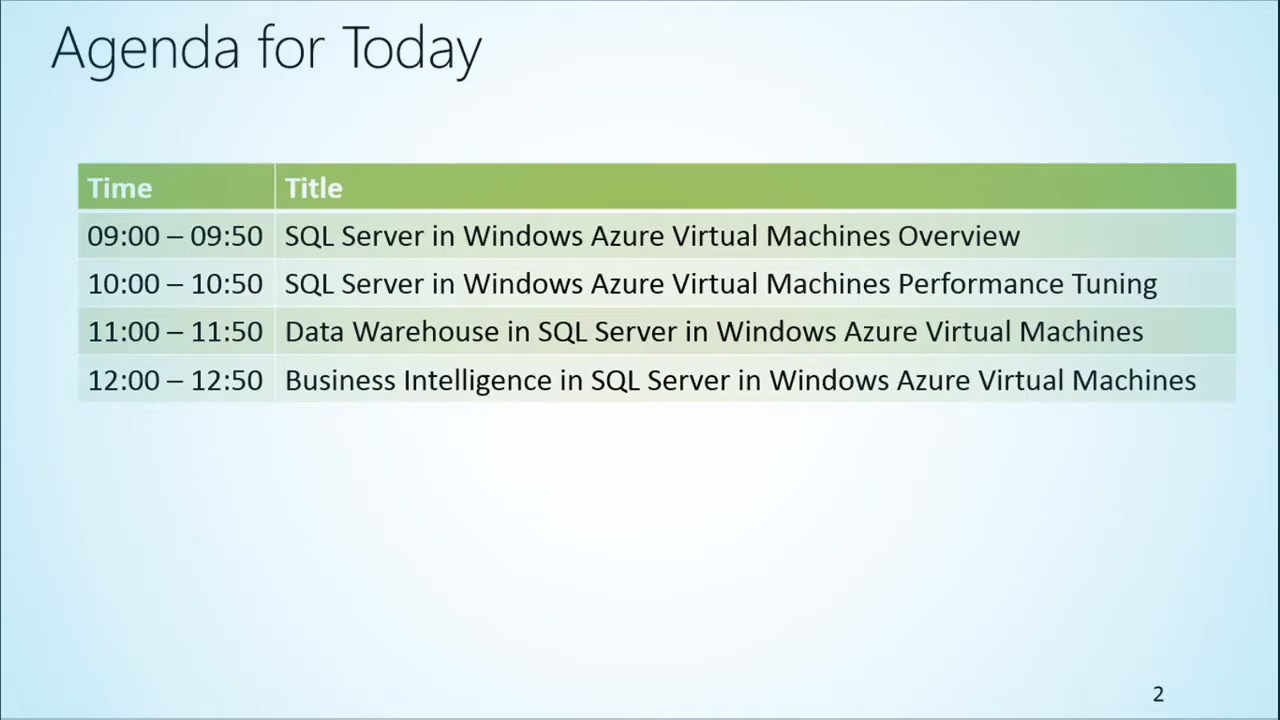 Agenda for Today
Time Title
09:00 – 09:50 SQL Server in Windows Azure Virtual Machines Overview
10:00 – 10:50 SQL Server in Windows Azure Virtual Machines Performance Tuning
11:00 – 11:50 Data Warehouse in SQL Server in Windows Azure Virtual Machines
12:00 – 12:50 Business Intelligence in SQL Server in Windows Azure Virtual Machines
2